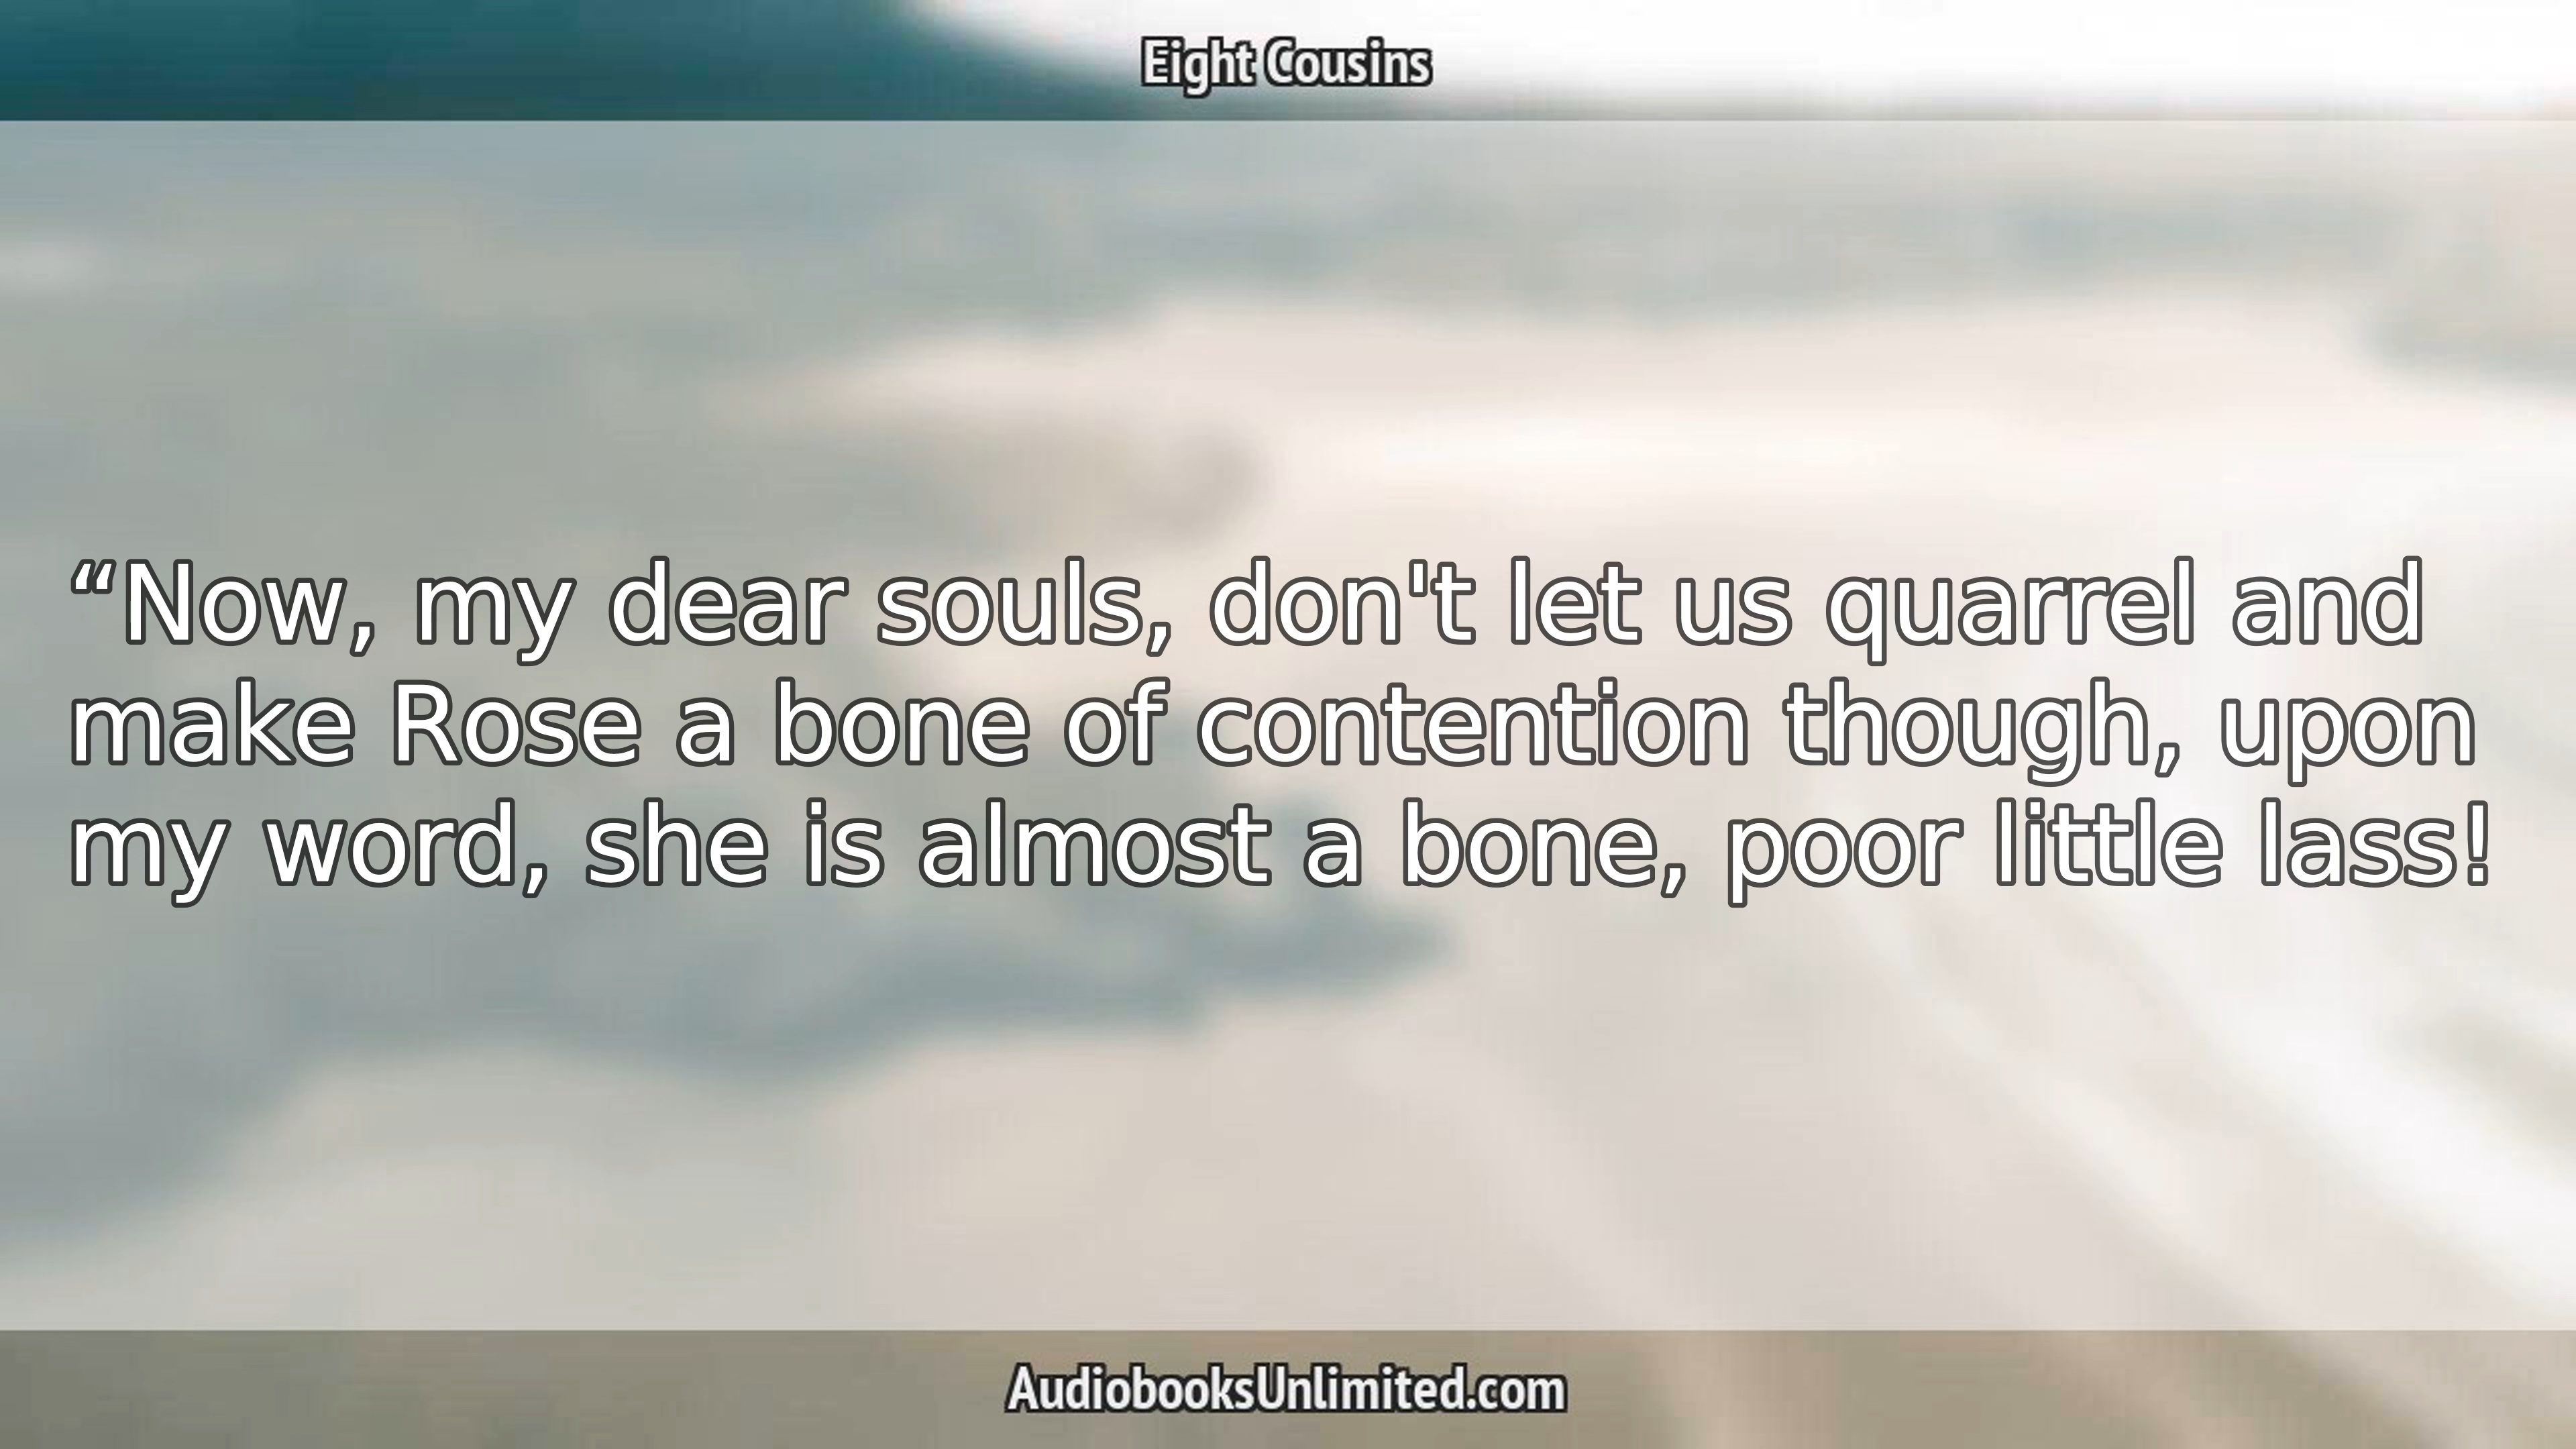 Eight Cousins
“Now, my dear souls, don't let us quarrel and
make Rose a bone of contention though, upon
my word, she is almost a bone, poor little lass!
AudiobooksUnlimited.com